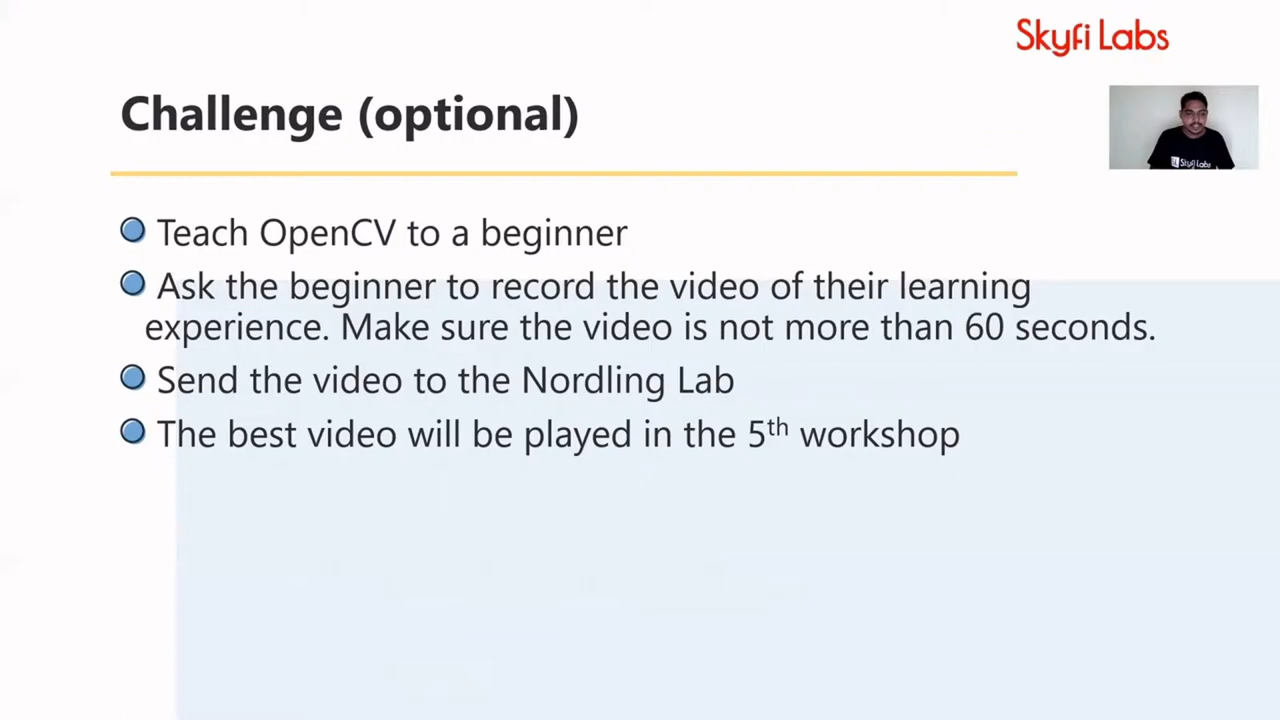 Skyfi Labs
Challenge (optional)
Skyfi Labs
Teach OpenCV to a beginner
Ask the beginner to record the video of their learning
experience. Make sure the video is not more than 60 seconds.
Send the video to the Nordling Lab
The best video will be played in the 5th workshop